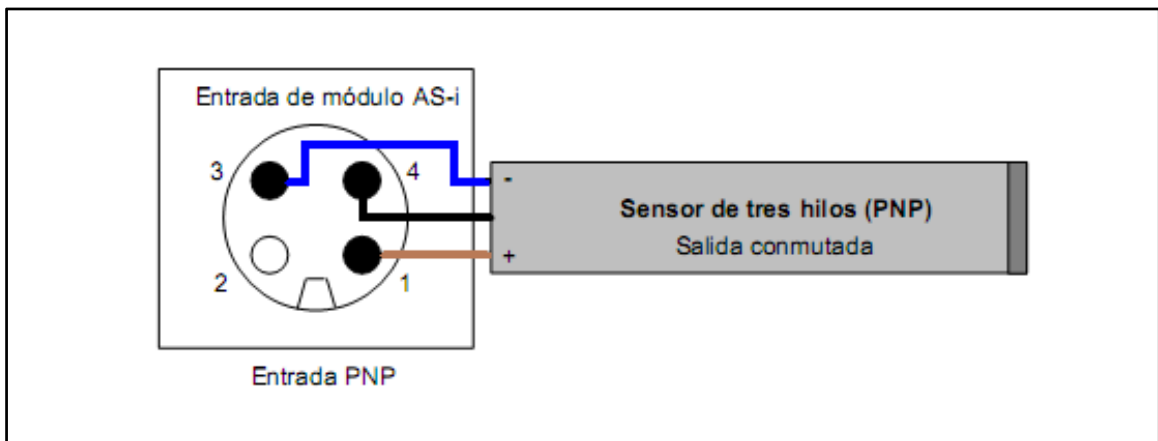 Entrada de módulo AS-i
3
4
-
Sensor de tres hilos (PNP)
Salida conmutada
+
2
1
Entrada PNP